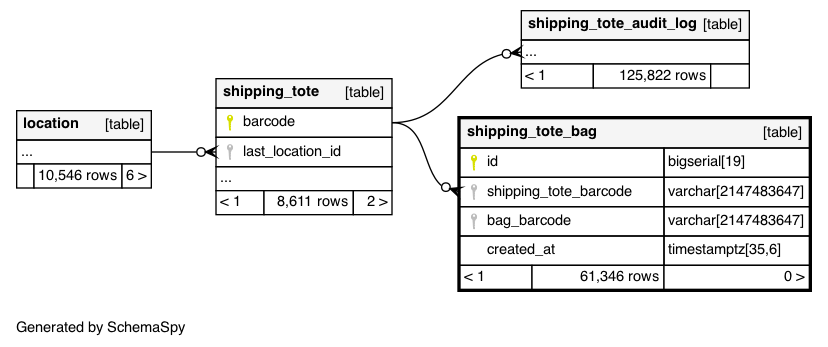 shipping_tote_audit_log [table]
...
< 1 125,822 rows
shipping_tote [table]
barcode
last_location_id
...
< 1 8,611 rows 2 >
location [table]
...
10,546 rows 6 >
shipping_tote_bag [table]
id bigserial[19]
shipping_tote_barcode varchar[2147483647]
bag_barcode varchar[2147483647]
created_at timestamptz[35,6]
< 1 61,346 rows 0 >
Generated by SchemaSpy